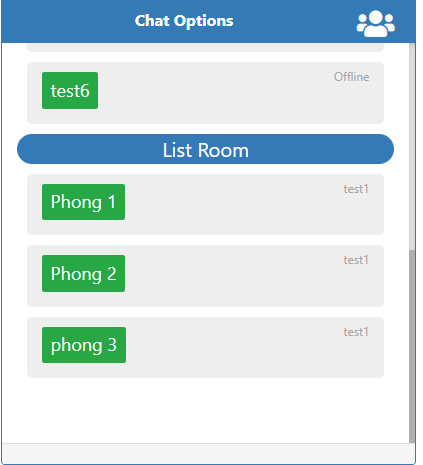 Chat Options
Offline
test6
List Room
test1
Phong 1
test1
Phong 2
test1
phong 3